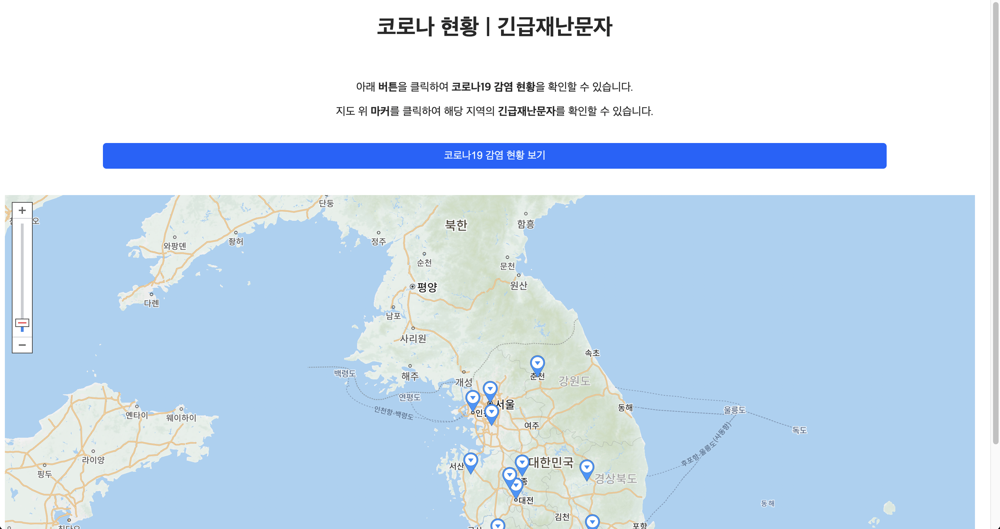 코로나 현황 | 긴급재난문자
아래 버튼을 클릭하여 코로나19 감염 현황을 확인할 수 있습니다.
지도 위 마커를 클릭하여 해당 지역의 긴급재난문자를 확인할 수 있습니다.
코로나19 감염 현황 보기
단둥
북한
함흥
오
와팡뎬
좡허
정주
순천
문천
원산
평양
다롄
남포
사리원
속초
백령도
해주
개성
춘천
강원도
연평도
인천항-백령도
서울
동해
울릉도
옌타이
웨이하이
여주
독도
후포항-울릉도(사동항)
라이양
서산
대한민국
핑두
경상북도
종
대전
동해
김천
포항